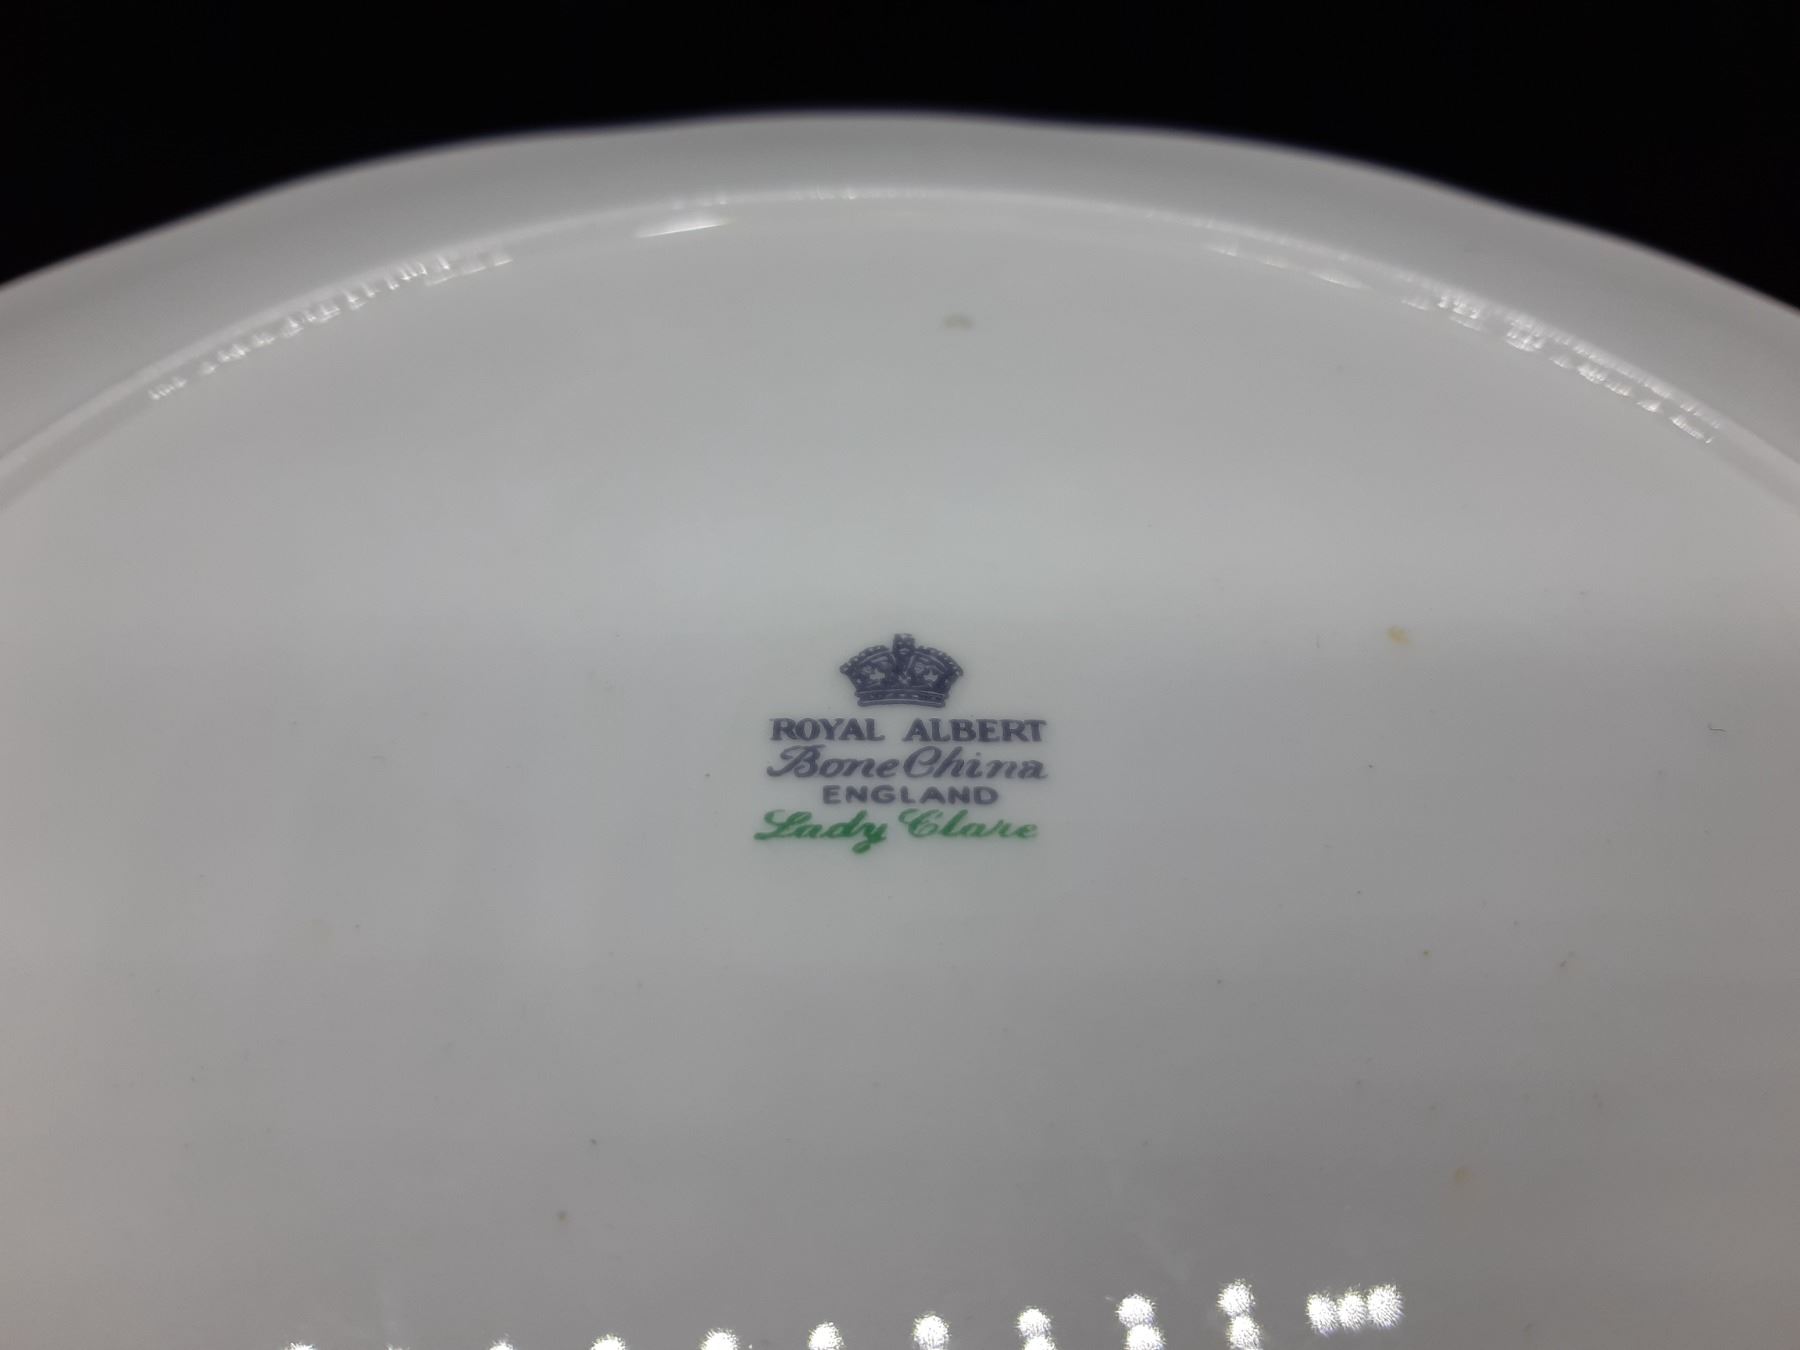 ROYAL ALBERT
Bone China
ENGLAND
Lady Clare